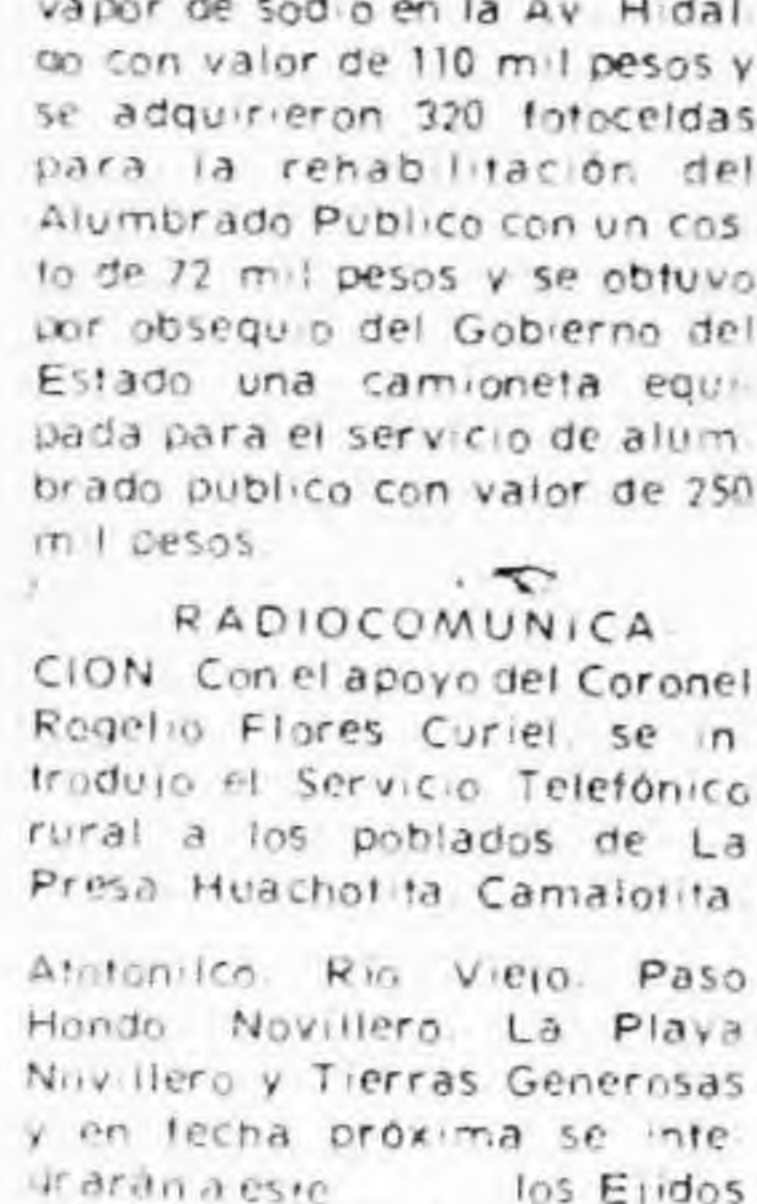 vapor de sodio en la Av. Hidal-
go con valor de 110 mil pesos y
se adquirieron 320 fotoceldas
para la rehabilitación del
Alumbrado Publico con un cos-
to de 72 mil pesos y se obtuvo
por obsequio del Gobierno del
Estado una camioneta equi-
pada para el servicio de alum-
brado publico con valor de 250
mil pesos.
RADIOCOMUNICA-
CION Con el apoyo del Coronel
Rogelio Flores Curiel, se in-
trodujo el Servicio Telefónico
rural a los poblados de La
Presa Huachotita, Camalotita,
Atotonilco, Rio Viejo, Paso
Hondo Novillero, La Playa
Novillero y Tierras Generosas
y en fecha próxima se inte-
grarán a este los Ejidos